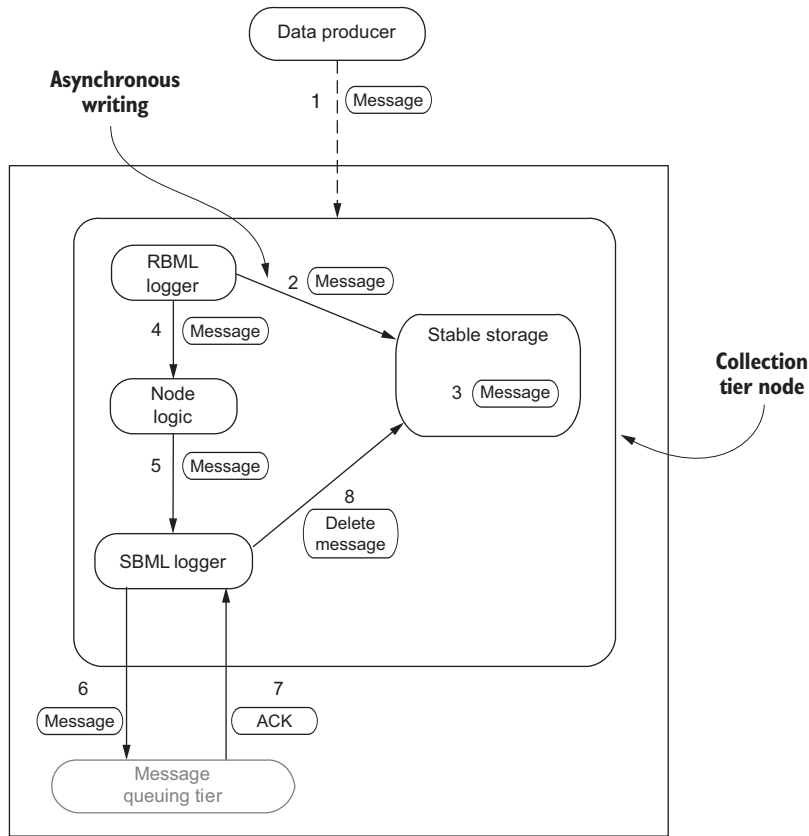 Data producer
Asynchronous
writing
1 Message
RBML
logger
2 Message
4 Message
Stable storage
3 Message
Collection
tier node
Node
logic
5 Message
8
Delete
message
SBML logger
6
Message
7
ACK
Message
queuing tier